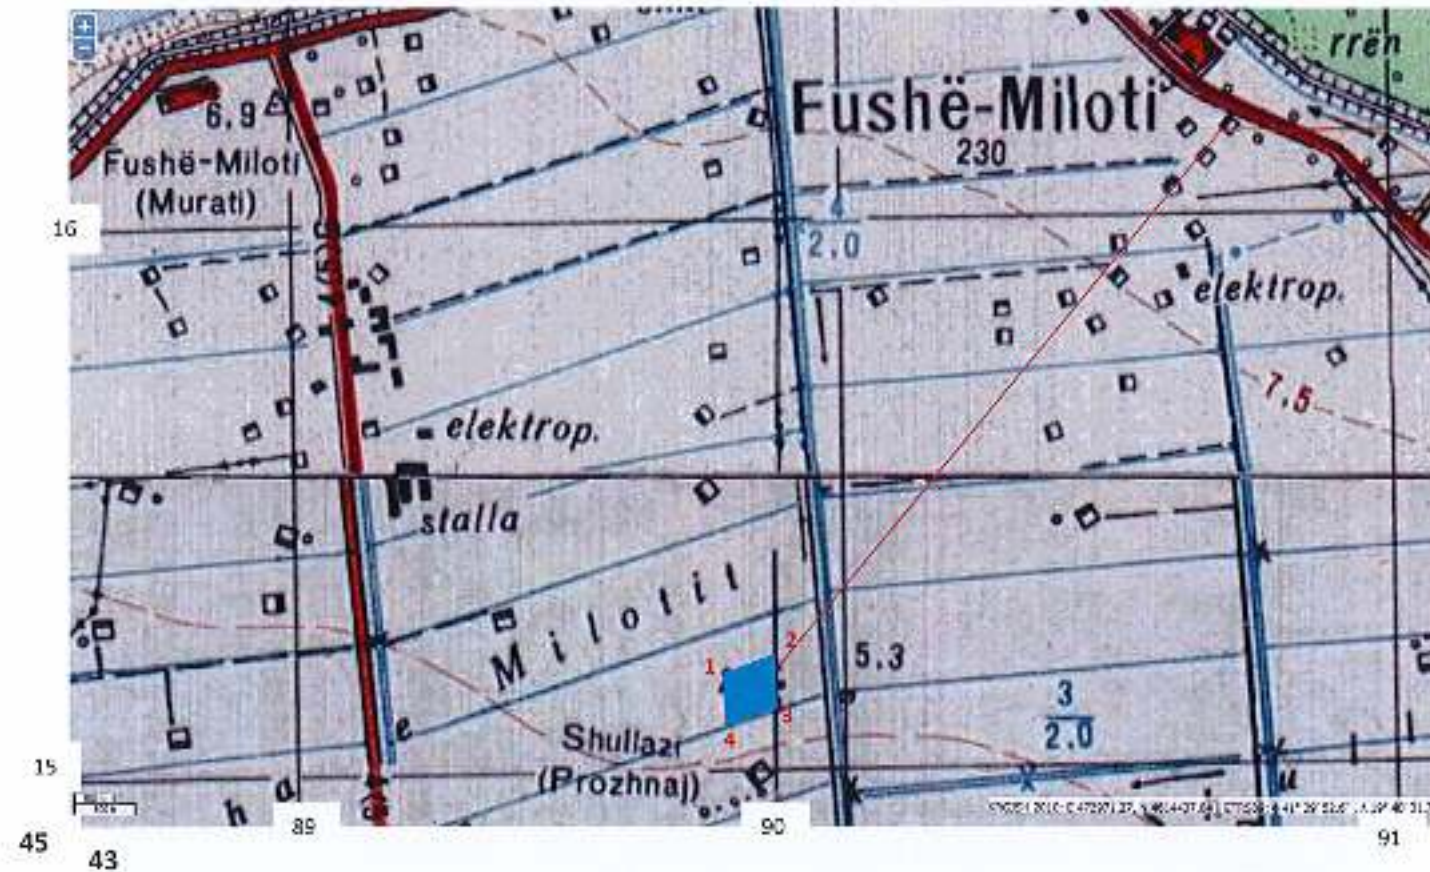 rrën
6.9
Fushë-Miloti
Fushë-Miloti
(Murati)
230
16
4
2.0
elektrop.
7.5
elektrop.
stalla
Milotit
1
2
5.3
3
4
3
2.0
e
Shullazi
(Prozhnaj)
15
h a
u
89
90
91
45
43